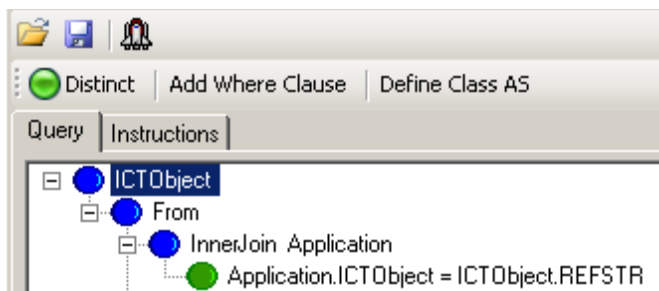 Distinct Add Where Clause Define Class AS
Query Instructions
ICTObject
From
InnerJoin Application
Application.ICTObject = ICTObject.REFSTR